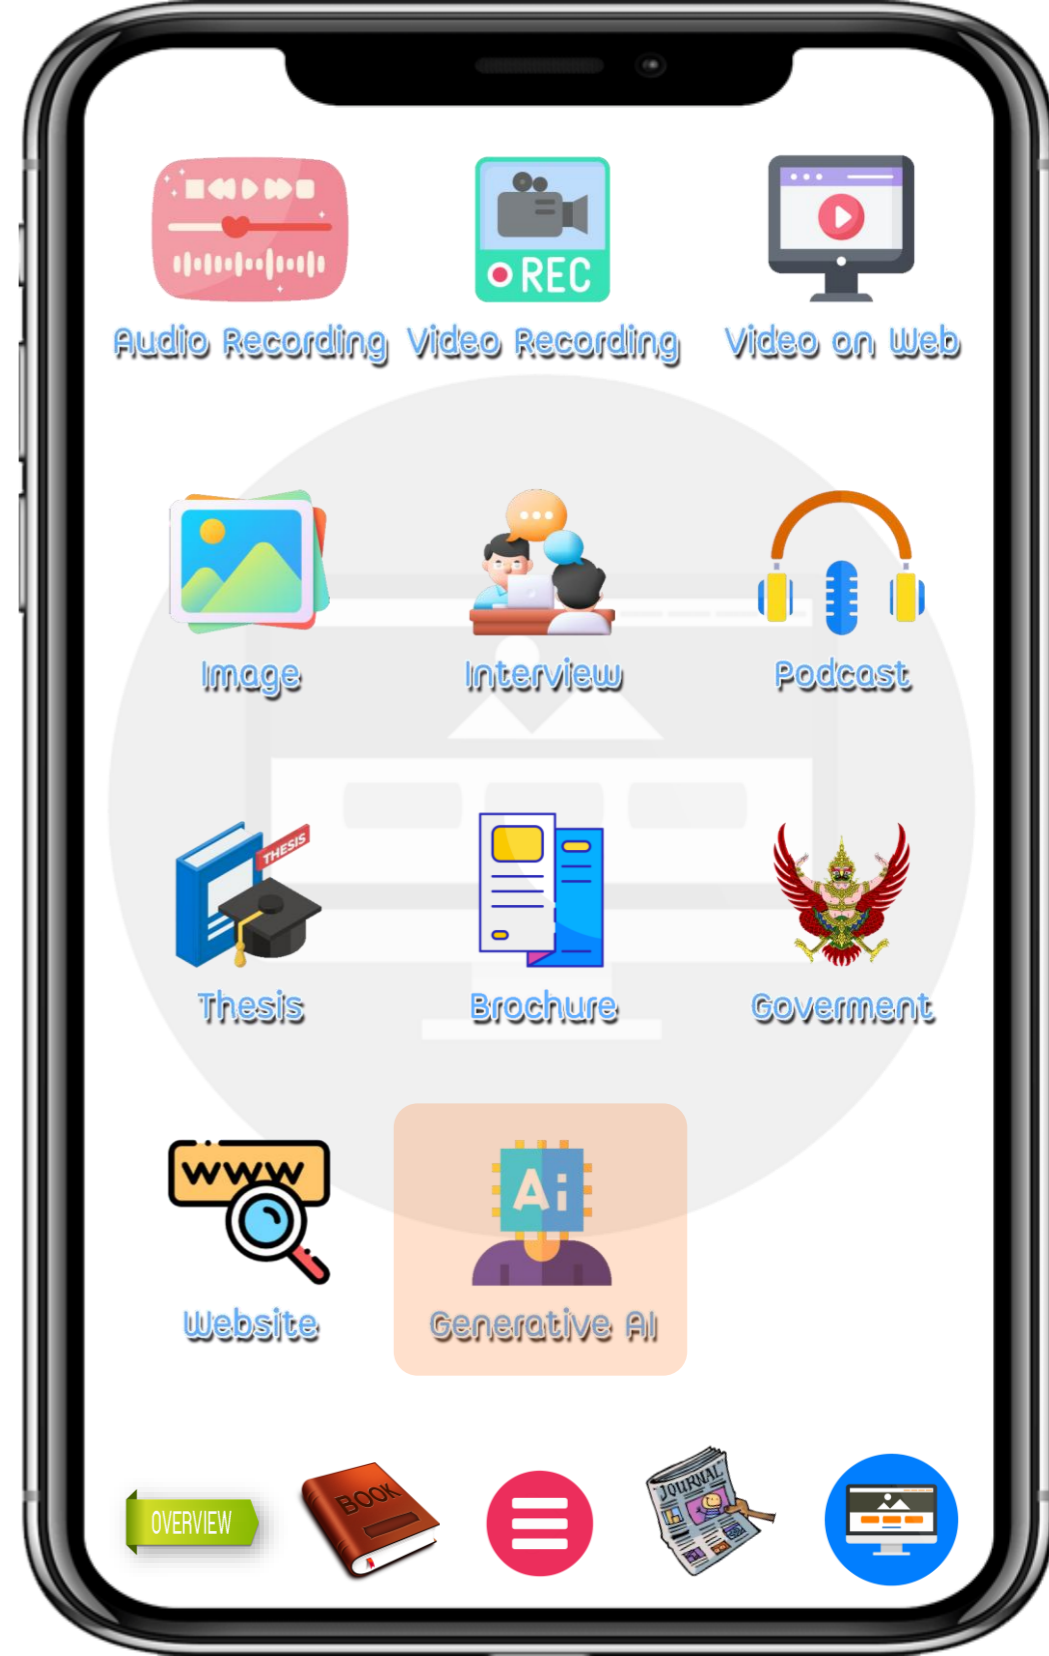 REC
Audio Recording
Video Recording
Video on Web
Image
Interview
Podcast
THESIS
Thesis
Brochure
Goverment
www
Ai
Website
Generative AI
OVERVIEW
BOOK
JOURNAL